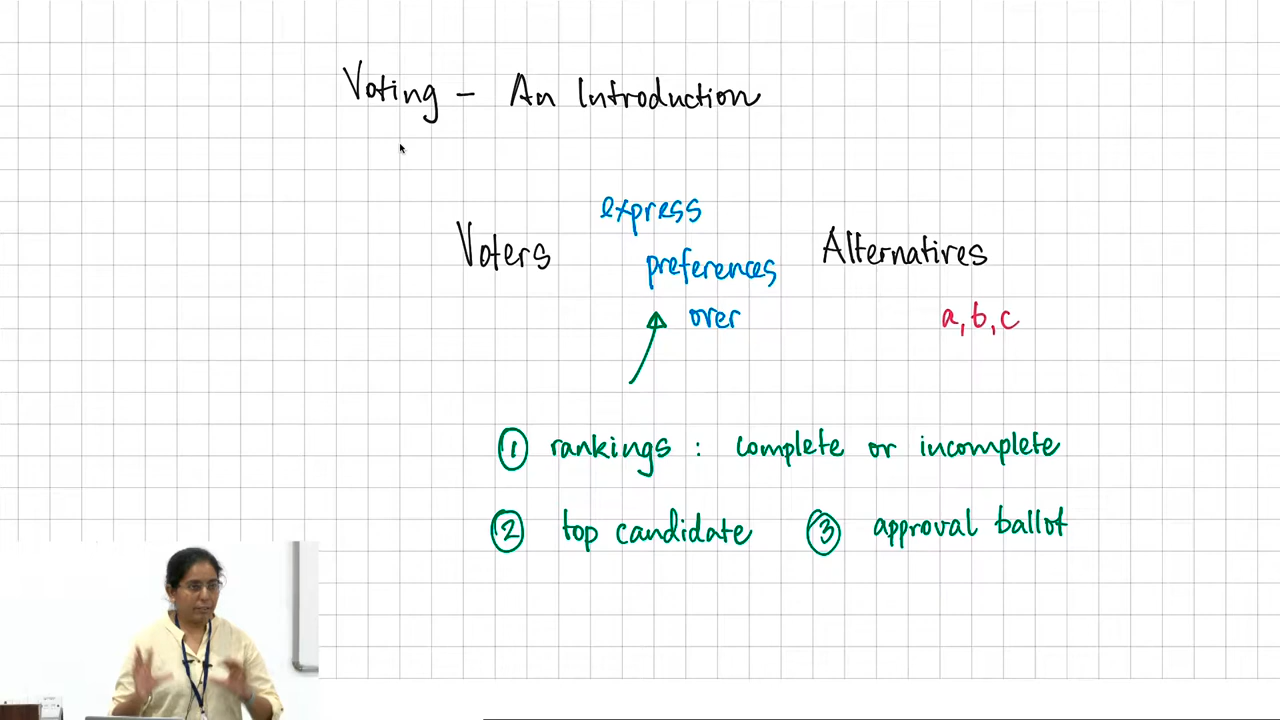 Voting - An Introduction
express
Voters preferences Alternatives
over a, b, c
① rankings : complete or incomplete
② top candidate ③ approval ballot